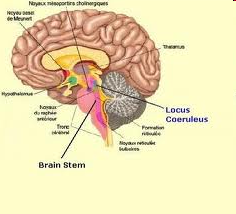 Noyaux mésopontins cholinergiques
Noyau basal
de Meynert
Thalamus
Hypothalamus
Noyaux
du raphée
antérieur
Tronc
cérébral
Formation
réticulée
Noyaux réticulés
bulbaires
Locus
Coeruleus
Brain Stem